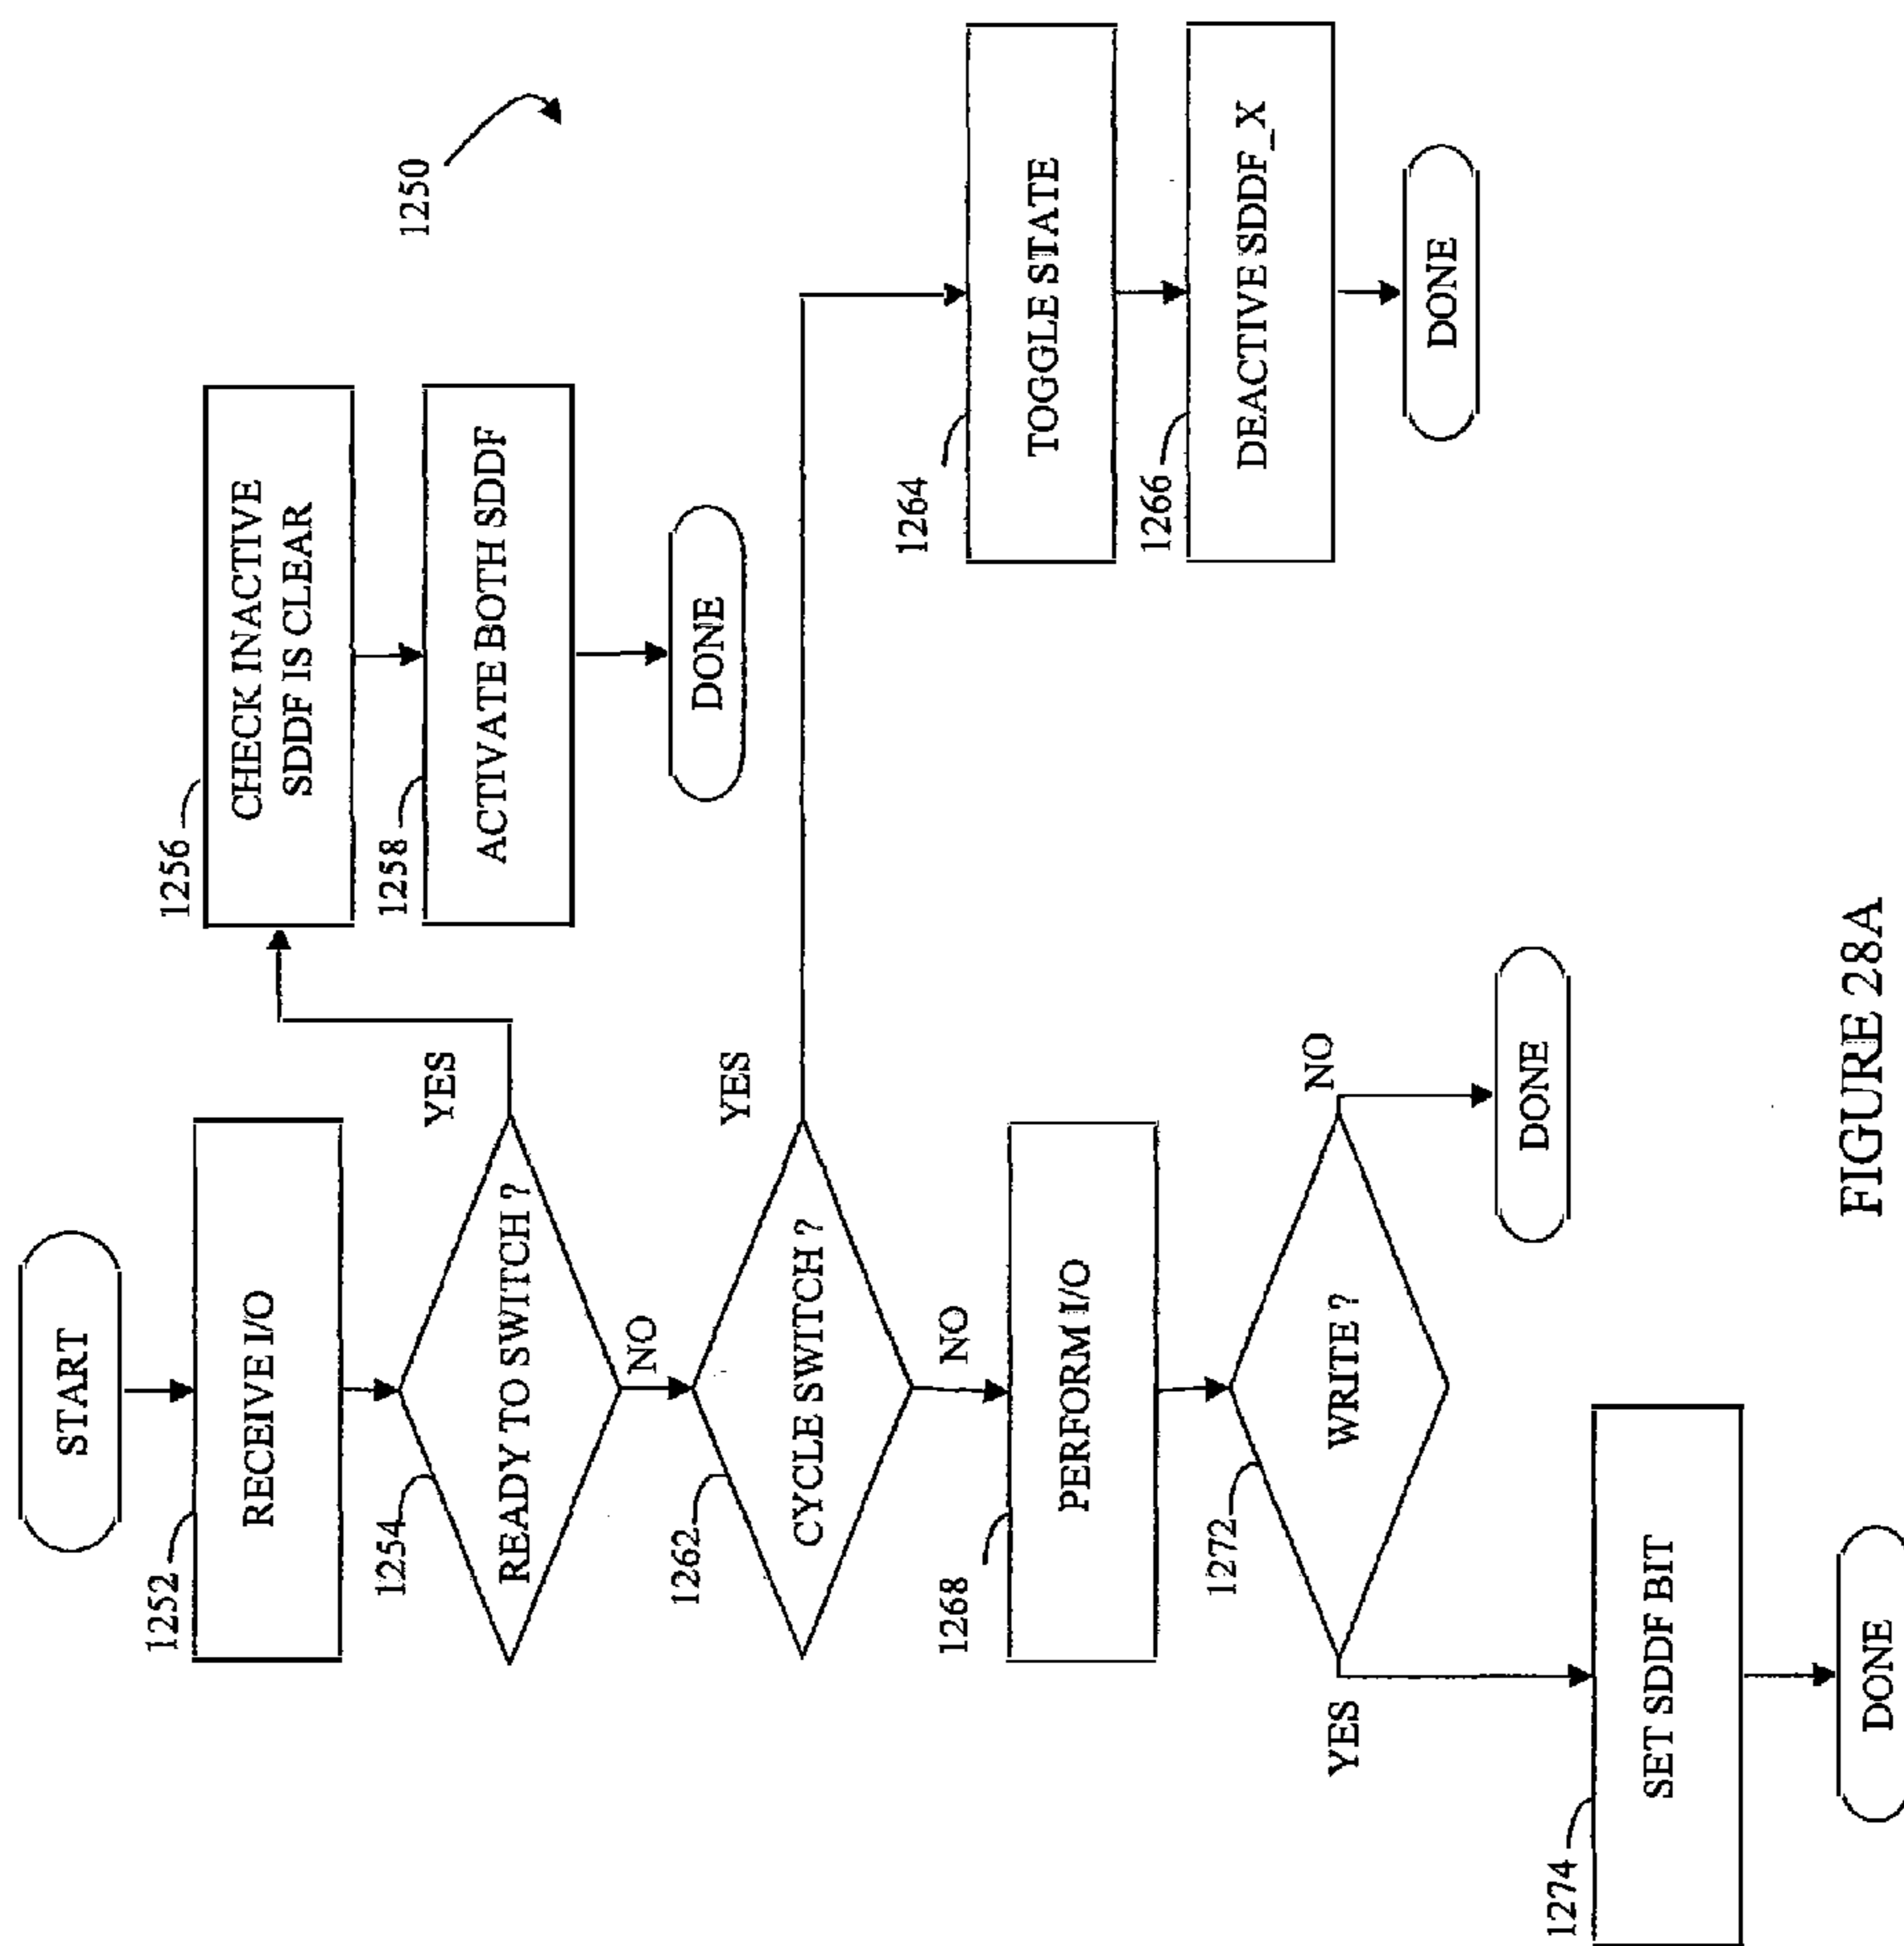 START
1252
RECEIVE I/O
1254
READY TO SWITCH ?
YES
NO
1256
CHECK INACTIVE
SDDF IS CLEAR
1258
ACTIVATE BOTH SDDF
DONE
1250
1262
CYCLE SWITCH ?
YES
NO
1264
TOGGLE STATE
1266
DEACTIVE SDDF_X
DONE
1268
PERFORM I/O
1272
WRITE ?
NO
DONE
YES
1274
SET SDDF BIT
DONE
FIGURE 28A